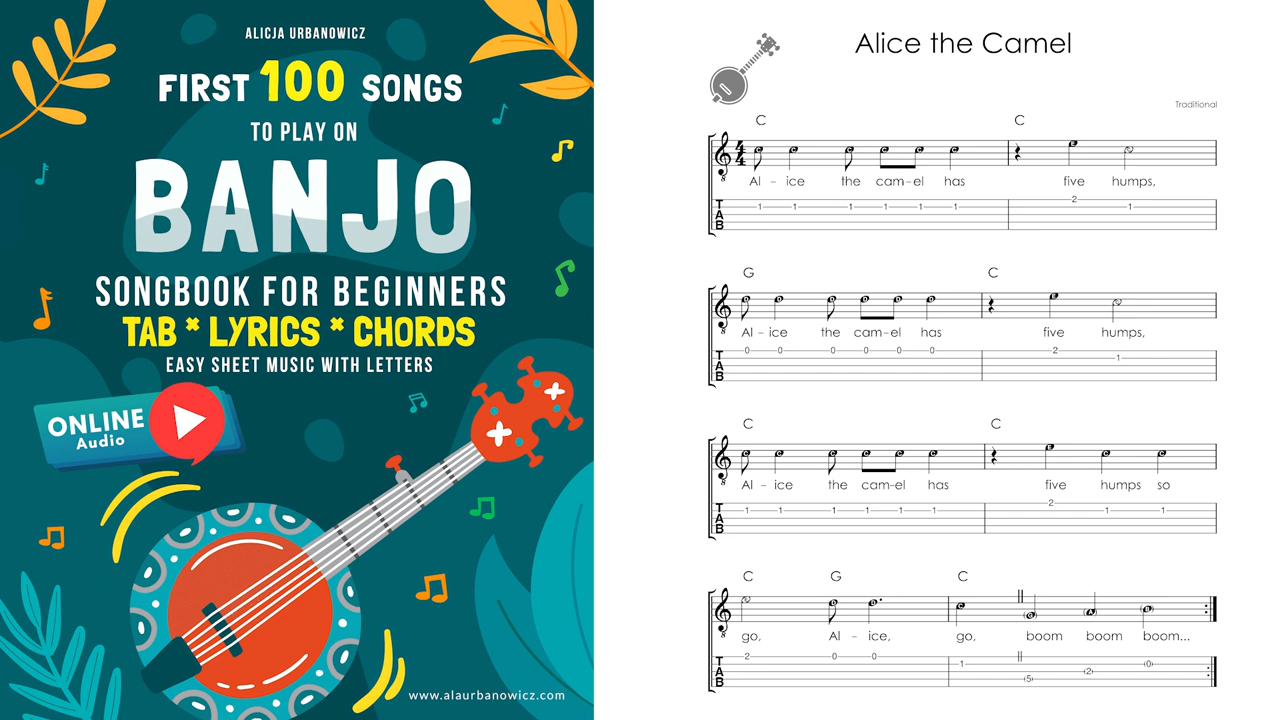 ALICJA URBANOWICZ
FIRST 100 SONGS
TO PLAY ON
BANJO
SONGBOOK FOR BEGINNERS
TAB * LYRICS * CHORDS
EASY SHEET MUSIC WITH LETTERS
ONLINE
Audio
www.alaurbanowicz.com
Alice the Camel
Traditional
C C
Al - ice the cam - el has five humps,
T A B 1 1 1 1 1 1 2 1
G C
Al - ice the cam - el has five humps,
T A B 0 0 0 0 0 0 2 1
C C
Al - ice the cam - el has five humps so
T A B 1 1 1 1 1 1 2 1 1
C G C
go, Al - ice, go, boom boom boom...
T A B 2 0 0 1 (5) (2) (0)